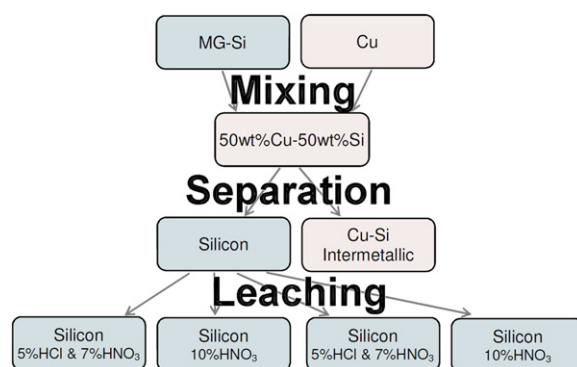 MG-Si
Cu
Mixing
50wt%Cu-50wt%Si
Separation
Silicon
Cu-Si
Intermetallic
Leaching
Silicon
5%HCl & 7%HNO₃
Silicon
10%HNO₃
Silicon
5%HCl & 7%HNO₃
Silicon
10%HNO₃